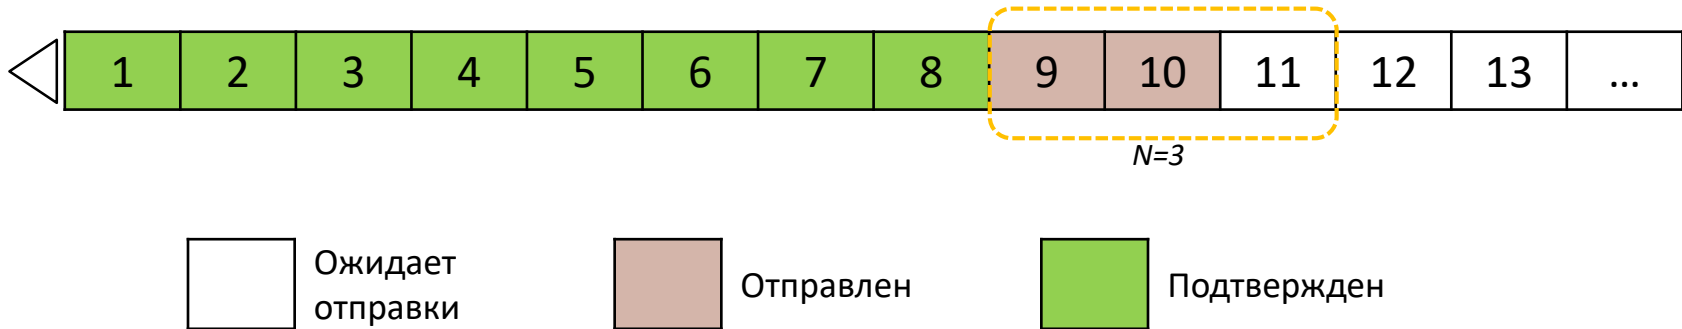 1 2 3 4 5 6 7 8 9 10 11 12 13 ...
N=3
Ожидает
отправки
Отправлен
Подтвержден